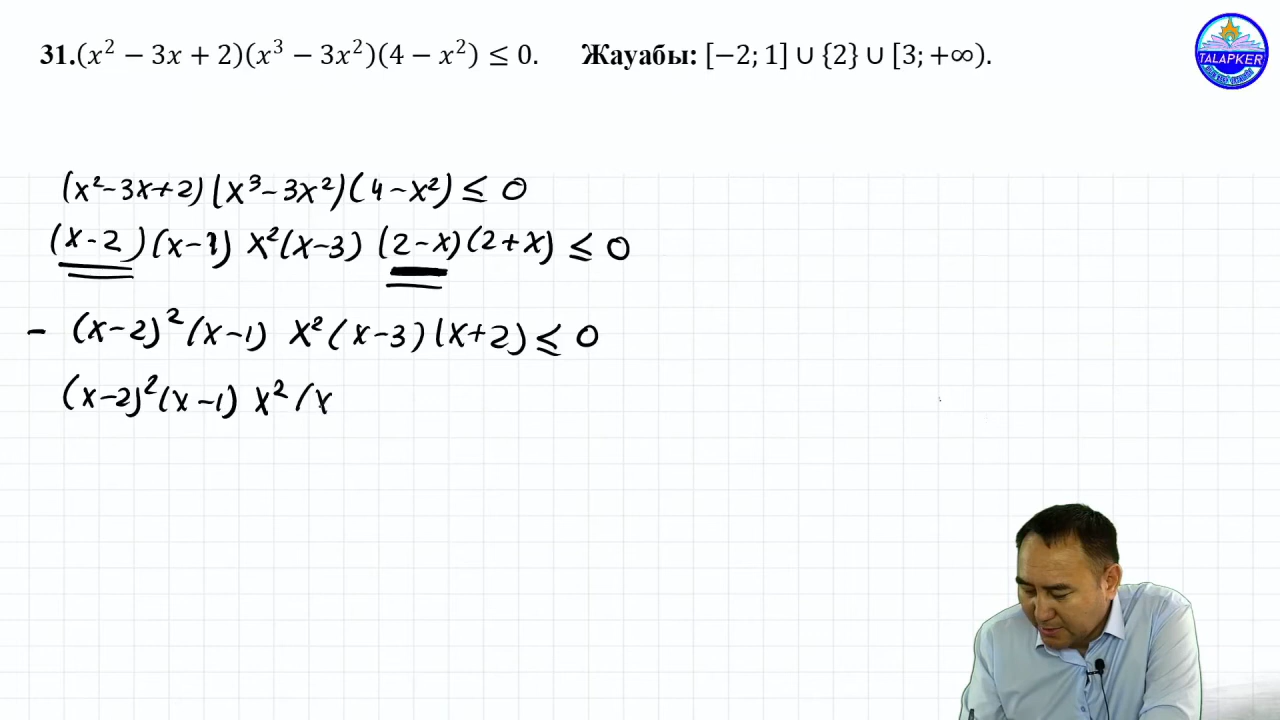 31.(x² − 3x + 2)(x³ − 3x²)(4 − x²) ≤ 0. Жауабы: [−2; 1] ∪ {2} ∪ [3; +∞).
TALAPKER
(x²-3x+2)(x³-3x²)(4-x²) ≤ 0
(x-2)(x-1) x²(x-3) (2-x)(2+x) ≤ 0
- (x-2)²(x-1) x²(x-3)(x+2) ≤ 0
(x-2)²(x-1) x²(x